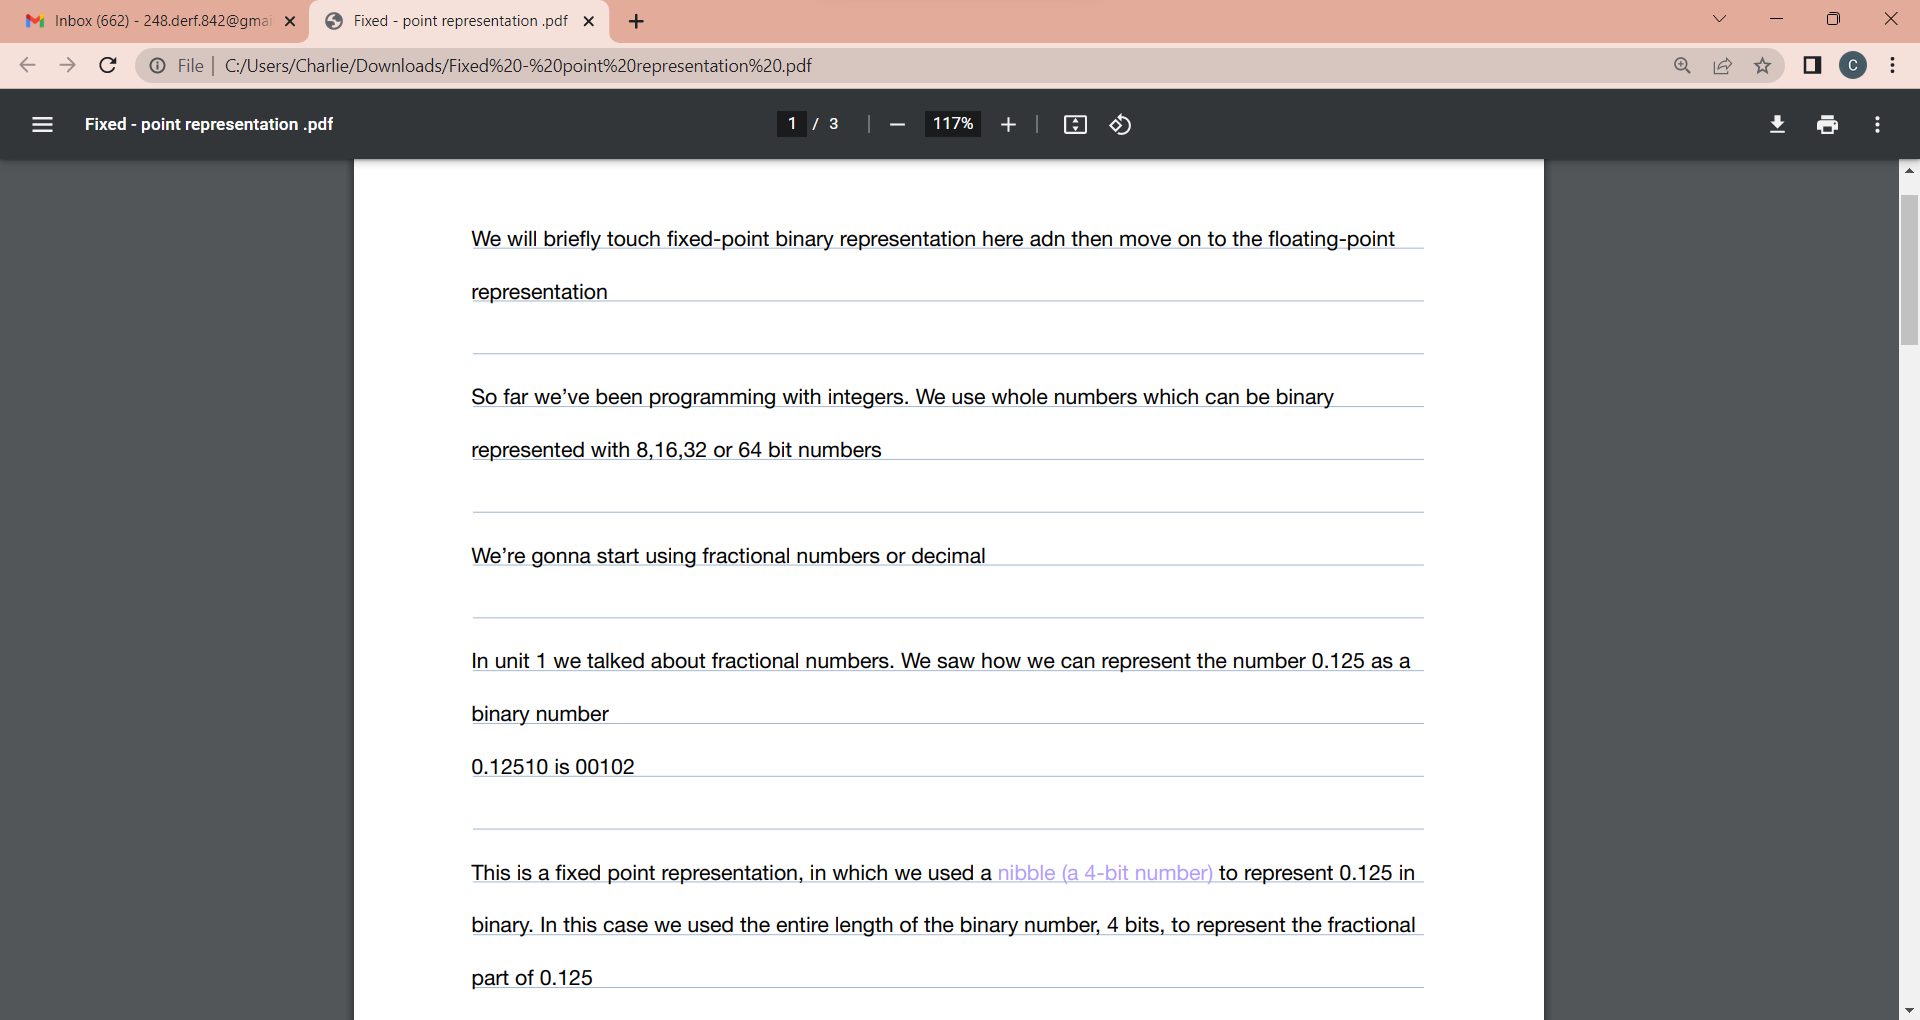 Inbox (662) - 248.derf.842@gmai
Fixed - point representation .pdf
File
C:/Users/Charlie/Downloads/Fixed%20-%20point%20representation%20.pdf
C
Fixed - point representation .pdf
1 / 3
117%
We will briefly touch fixed-point binary representation here adn then move on to the floating-point
representation
So far we’ve been programming with integers. We use whole numbers which can be binary
represented with 8,16,32 or 64 bit numbers
We’re gonna start using fractional numbers or decimal
In unit 1 we talked about fractional numbers. We saw how we can represent the number 0.125 as a
binary number
0.12510 is 00102
This is a fixed point representation, in which we used a nibble (a 4-bit number) to represent 0.125 in
binary. In this case we used the entire length of the binary number, 4 bits, to represent the fractional
part of 0.125